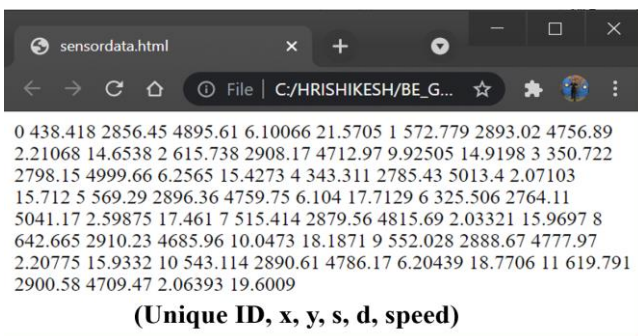 sensordata.html
File | C:/HRISHIKESH/BE_G...
0 438.418 2856.45 4895.61 6.10066 21.5705 1 572.779 2893.02 4756.89
2.21068 14.6538 2 615.738 2908.17 4712.97 9.92505 14.9198 3 350.722
2798.15 4999.66 6.2565 15.4273 4 343.311 2785.43 5013.4 2.07103
15.712 5 569.29 2896.36 4759.75 6.104 17.7129 6 325.506 2764.11
5041.17 2.59875 17.461 7 515.414 2879.56 4815.69 2.03321 15.9697 8
642.665 2910.23 4685.96 10.0473 18.1871 9 552.028 2888.67 4777.97
2.20775 15.9332 10 543.114 2890.61 4786.17 6.20439 18.7706 11 619.791
2900.58 4709.47 2.06393 19.6009
(Unique ID, x, y, s, d, speed)